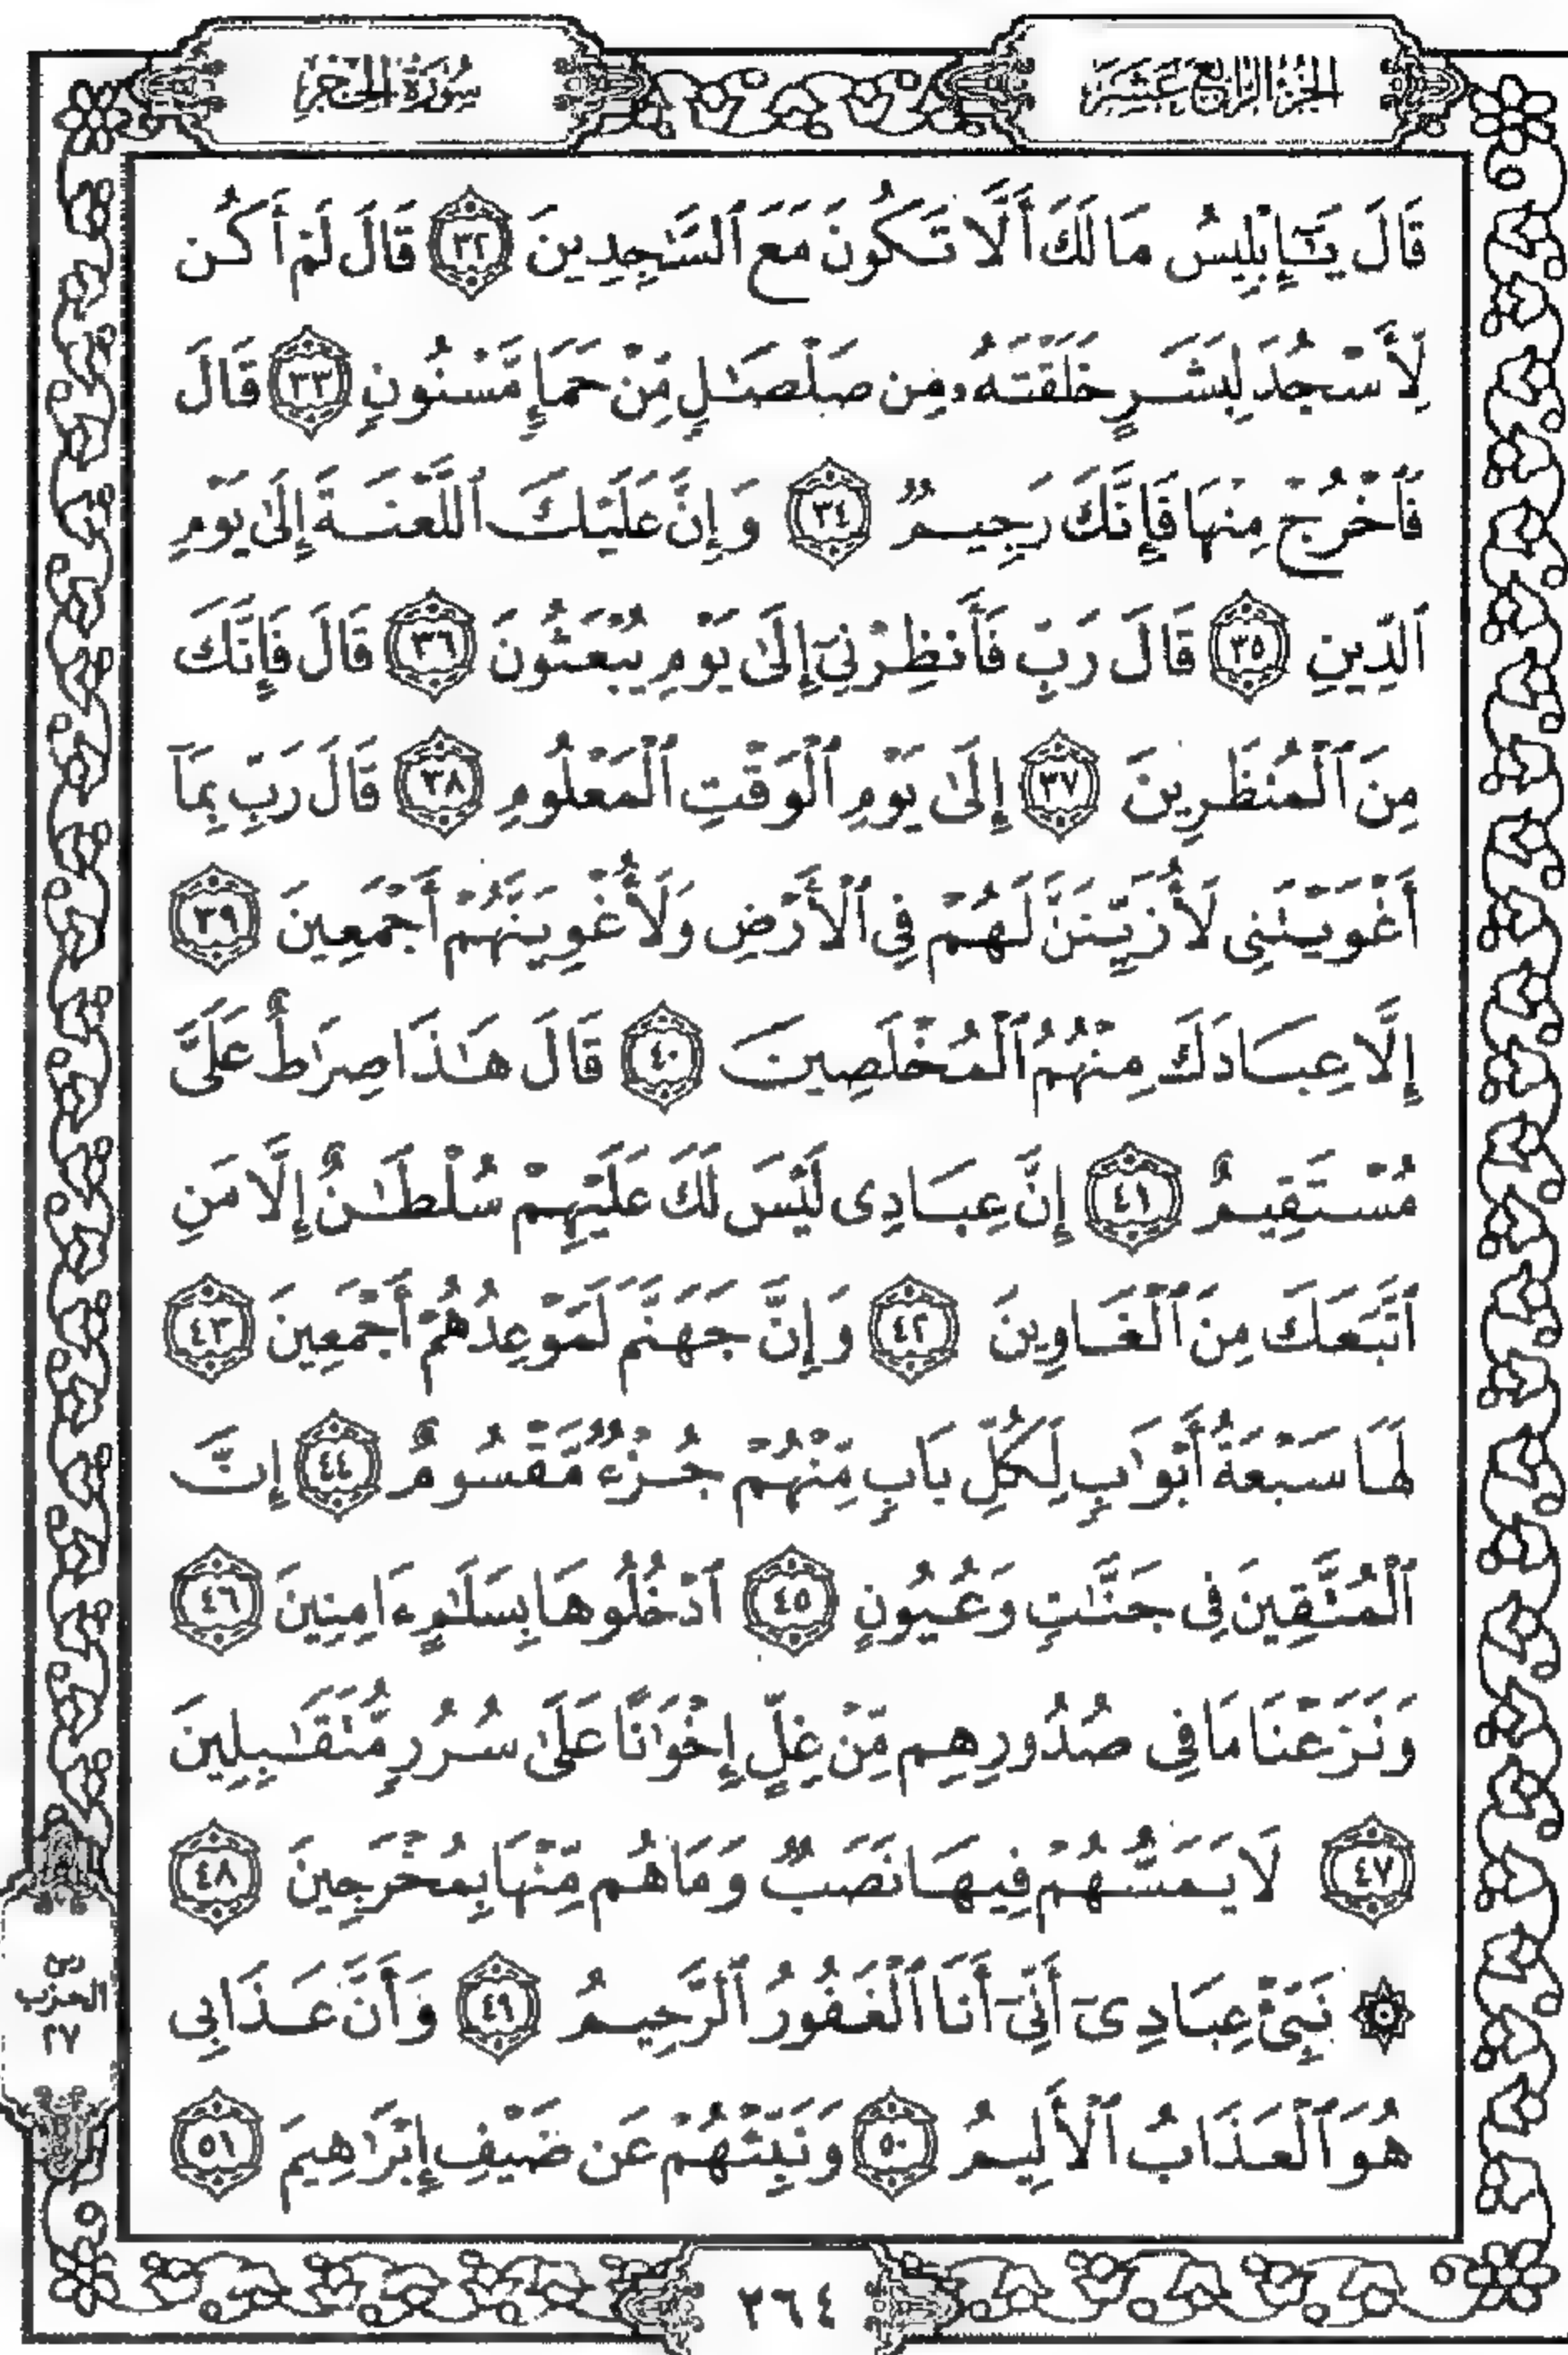 الجزء الرابع عشر
سورة الحجر
قَالَ يَـٰٓإِبْلِيسُ مَا لَكَ أَلَّا تَكُونَ مَعَ ٱلسَّـٰجِدِينَ ٣٢ قَالَ لَمْ أَكُن
لِّأَسْجُدَ لِبَشَرٍ خَلَقْتَهُۥ مِن صَلْصَـٰلٍ مِّنْ حَمَإٍ مَّسْنُونٍ ٣٣ قَالَ
فَٱخْرُجْ مِنْهَا فَإِنَّكَ رَجِيمٌ ٣٤ وَإِنَّ عَلَيْكَ ٱللَّعْنَةَ إِلَىٰ يَوْمِ
ٱلدِّينِ ٣٥ قَالَ رَبِّ فَأَنظِرْنِىٓ إِلَىٰ يَوْمِ يُبْعَثُونَ ٣٦ قَالَ فَإِنَّكَ
مِنَ ٱلْمُنظَرِينَ ٣٧ إِلَىٰ يَوْمِ ٱلْوَقْتِ ٱلْمَعْلُومِ ٣٨ قَالَ رَبِّ بِمَآ
أَغْوَيْتَنِى لَأُزَيِّنَنَّ لَهُمْ فِى ٱلْأَرْضِ وَلَأُغْوِيَنَّهُمْ أَجْمَعِينَ ٣٩
إِلَّا عِبَادَكَ مِنْهُمُ ٱلْمُخْلَصِينَ ٤٠ قَالَ هَـٰذَا صِرَٰطٌ عَلَىَّ
مُسْتَقِيمٌ ٤١ إِنَّ عِبَادِى لَيْسَ لَكَ عَلَيْهِمْ سُلْطَـٰنٌ إِلَّا مَنِ
ٱتَّبَعَكَ مِنَ ٱلْغَاوِينَ ٤٢ وَإِنَّ جَهَنَّمَ لَمَوْعِدُهُمْ أَجْمَعِينَ ٤٣
لَهَا سَبْعَةُ أَبْوَٰبٍ لِّكُلِّ بَابٍ مِّنْهُمْ جُزْءٌ مَّقْسُومٌ ٤٤ إِنَّ
ٱلْمُتَّقِينَ فِى جَنَّـٰتٍ وَعُيُونٍ ٤٥ ٱدْخُلُوهَا بِسَلَـٰمٍ ءَامِنِينَ ٤٦
وَنَزَعْنَا مَا فِى صُدُورِهِم مِّنْ غِلٍّ إِخْوَٰنًا عَلَىٰ سُرُرٍ مُّتَقَـٰبِلِينَ
٤٧ لَا يَمَسُّهُمْ فِيهَا نَصَبٌ وَمَا هُم مِّنْهَا بِمُخْرَجِينَ ٤٨
۞ نَبِّئْ عِبَادِىٓ أَنِّىٓ أَنَا ٱلْغَفُورُ ٱلرَّحِيمُ ٤٩ وَأَنَّ عَذَابِى
هُوَ ٱلْعَذَابُ ٱلْأَلِيمُ ٥٠ وَنَبِّئْهُمْ عَن ضَيْفِ إِبْرَٰهِيمَ ٥١
ربع
الحزب
٢٧
٢٦٤